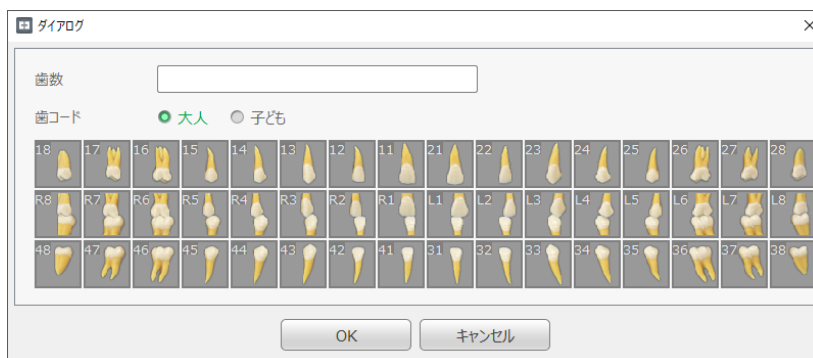 ダイアログ
歯数
歯コード 大人 子ども
18 17 16 15 14 13 12 11 21 22 23 24 25 26 27 28
R8 R7 R6 R5 R4 R3 R2 R1 L1 L2 L3 L4 L5 L6 L7 L8
48 47 46 45 44 43 42 41 31 32 33 34 35 36 37 38
OK キャンセル